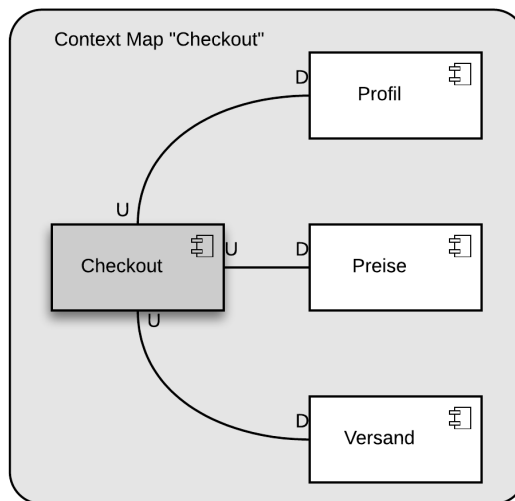 Context Map "Checkout"
D
Profil
U
Checkout
U
D
Preise
U
D
Versand